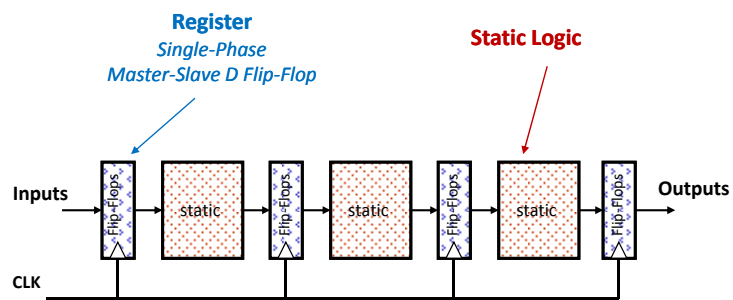 Register
Single-Phase
Master-Slave D Flip-Flop
Static Logic
Inputs
Flip-Flops
static
Flip-Flops
static
Flip-Flops
static
Flip-Flops
Outputs
CLK